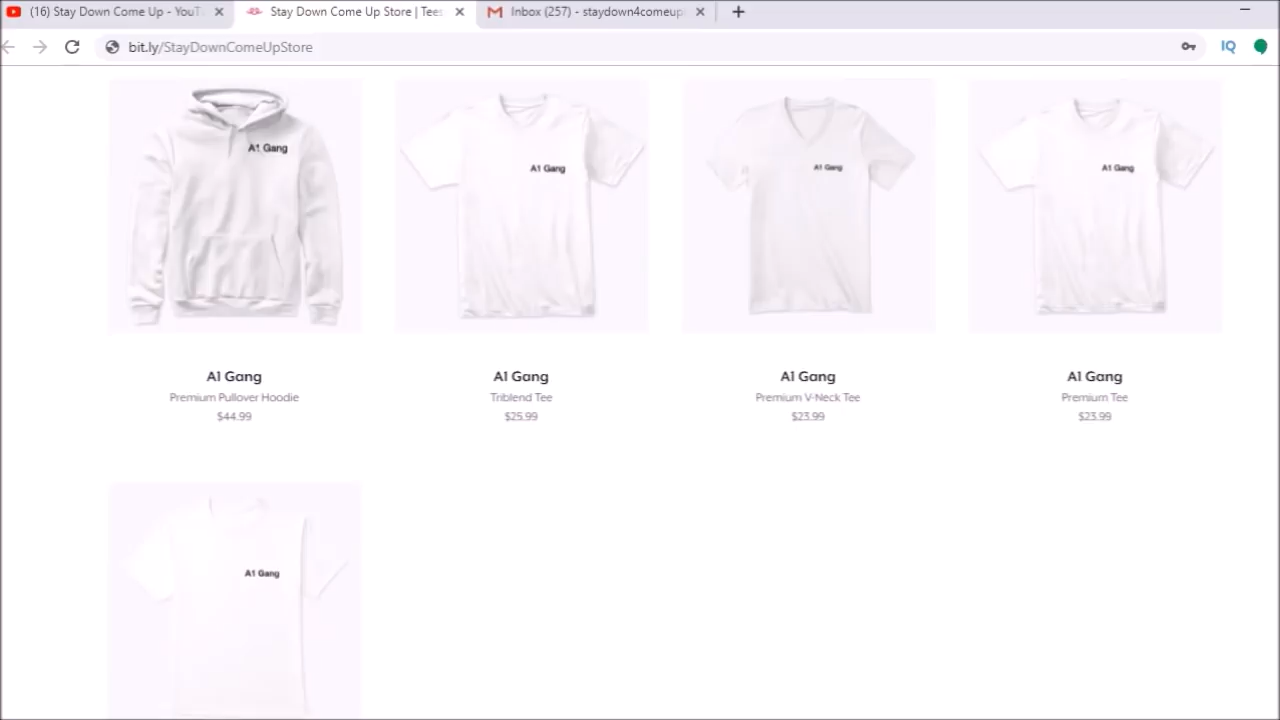 (16) Stay Down Come Up - YouT
Stay Down Come Up Store | Tees
Inbox (257) - staydown4comeup
bit.ly/StayDownComeUpStore
IQ
A1 Gang
A1 Gang
A1 Gang
A1 Gang
A1 Gang
Premium Pullover Hoodie
$44.99
A1 Gang
Triblend Tee
$25.99
A1 Gang
Premium V-Neck Tee
$23.99
A1 Gang
Premium Tee
$23.99
A1 Gang